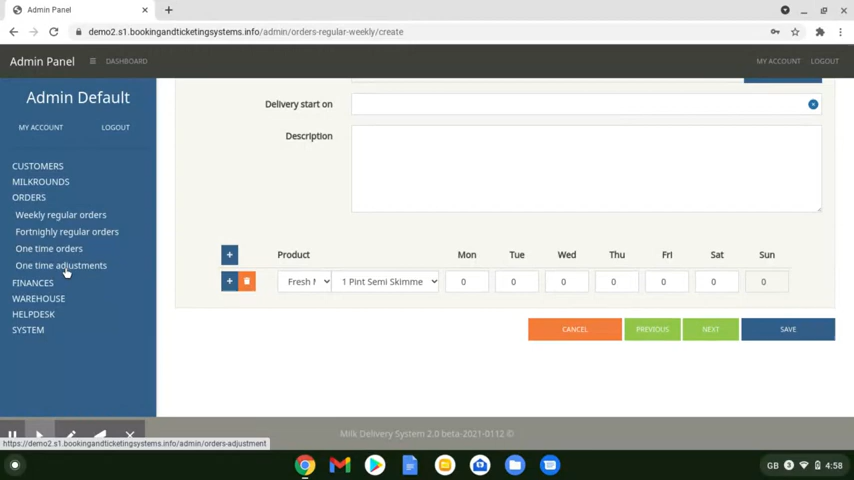 Admin Panel
demo2.s1.bookingandticketingsystems.info/admin/orders-regular-weekly/create
Admin Panel
DASHBOARD
MY ACCOUNT
LOGOUT
Admin Default
MY ACCOUNT
LOGOUT
CUSTOMERS
MILKROUNDS
ORDERS
Weekly regular orders
Fortnighly regular orders
One time orders
One time adjustments
FINANCES
WAREHOUSE
HELPDESK
SYSTEM
Delivery start on
Description
+ Product Mon Tue Wed Thu Fri Sat Sun
+ Fresh M 1 Pint Semi Skimme 0 0 0 0 0 0 0
CANCEL PREVIOUS NEXT SAVE
Milk Delivery System 2.0 beta-2021-0112 ©
https://demo2.s1.bookingandticketingsystems.info/admin/orders-adjustment
GB 3 4:58